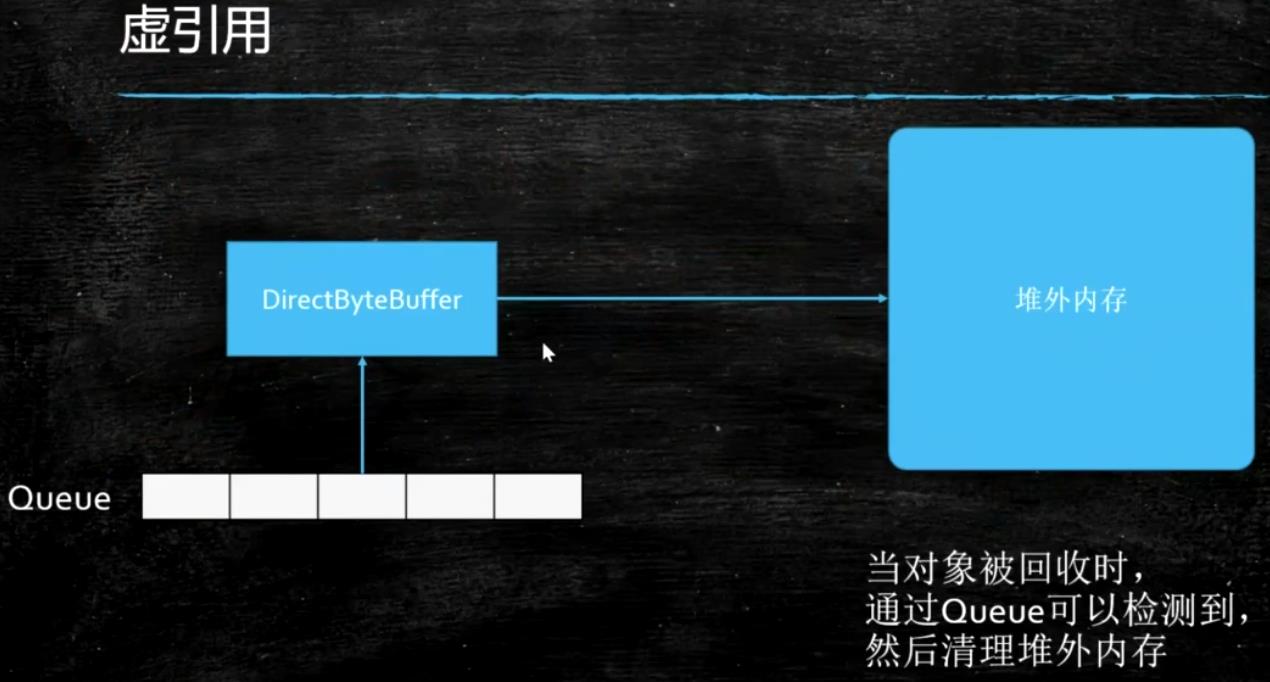 虚引用
DirectByteBuffer
堆外内存
Queue
当对象被回收时，
通过Queue可以检测到，
然后清理堆外内存